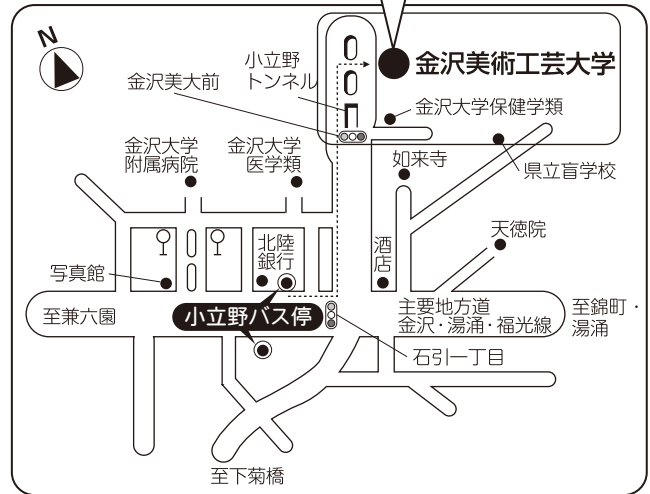 N
小立野
トンネル
金沢美術工芸大学
金沢美大前
金沢大学保健学類
金沢大学
附属病院
金沢大学
医学類
如来寺
県立盲学校
天徳院
北陸
銀行
酒
店
写真館
至兼六園
小立野バス停
主要地方道
金沢・湯涌・福光線
至錦町・
湯涌
石引一丁目
至下菊橋